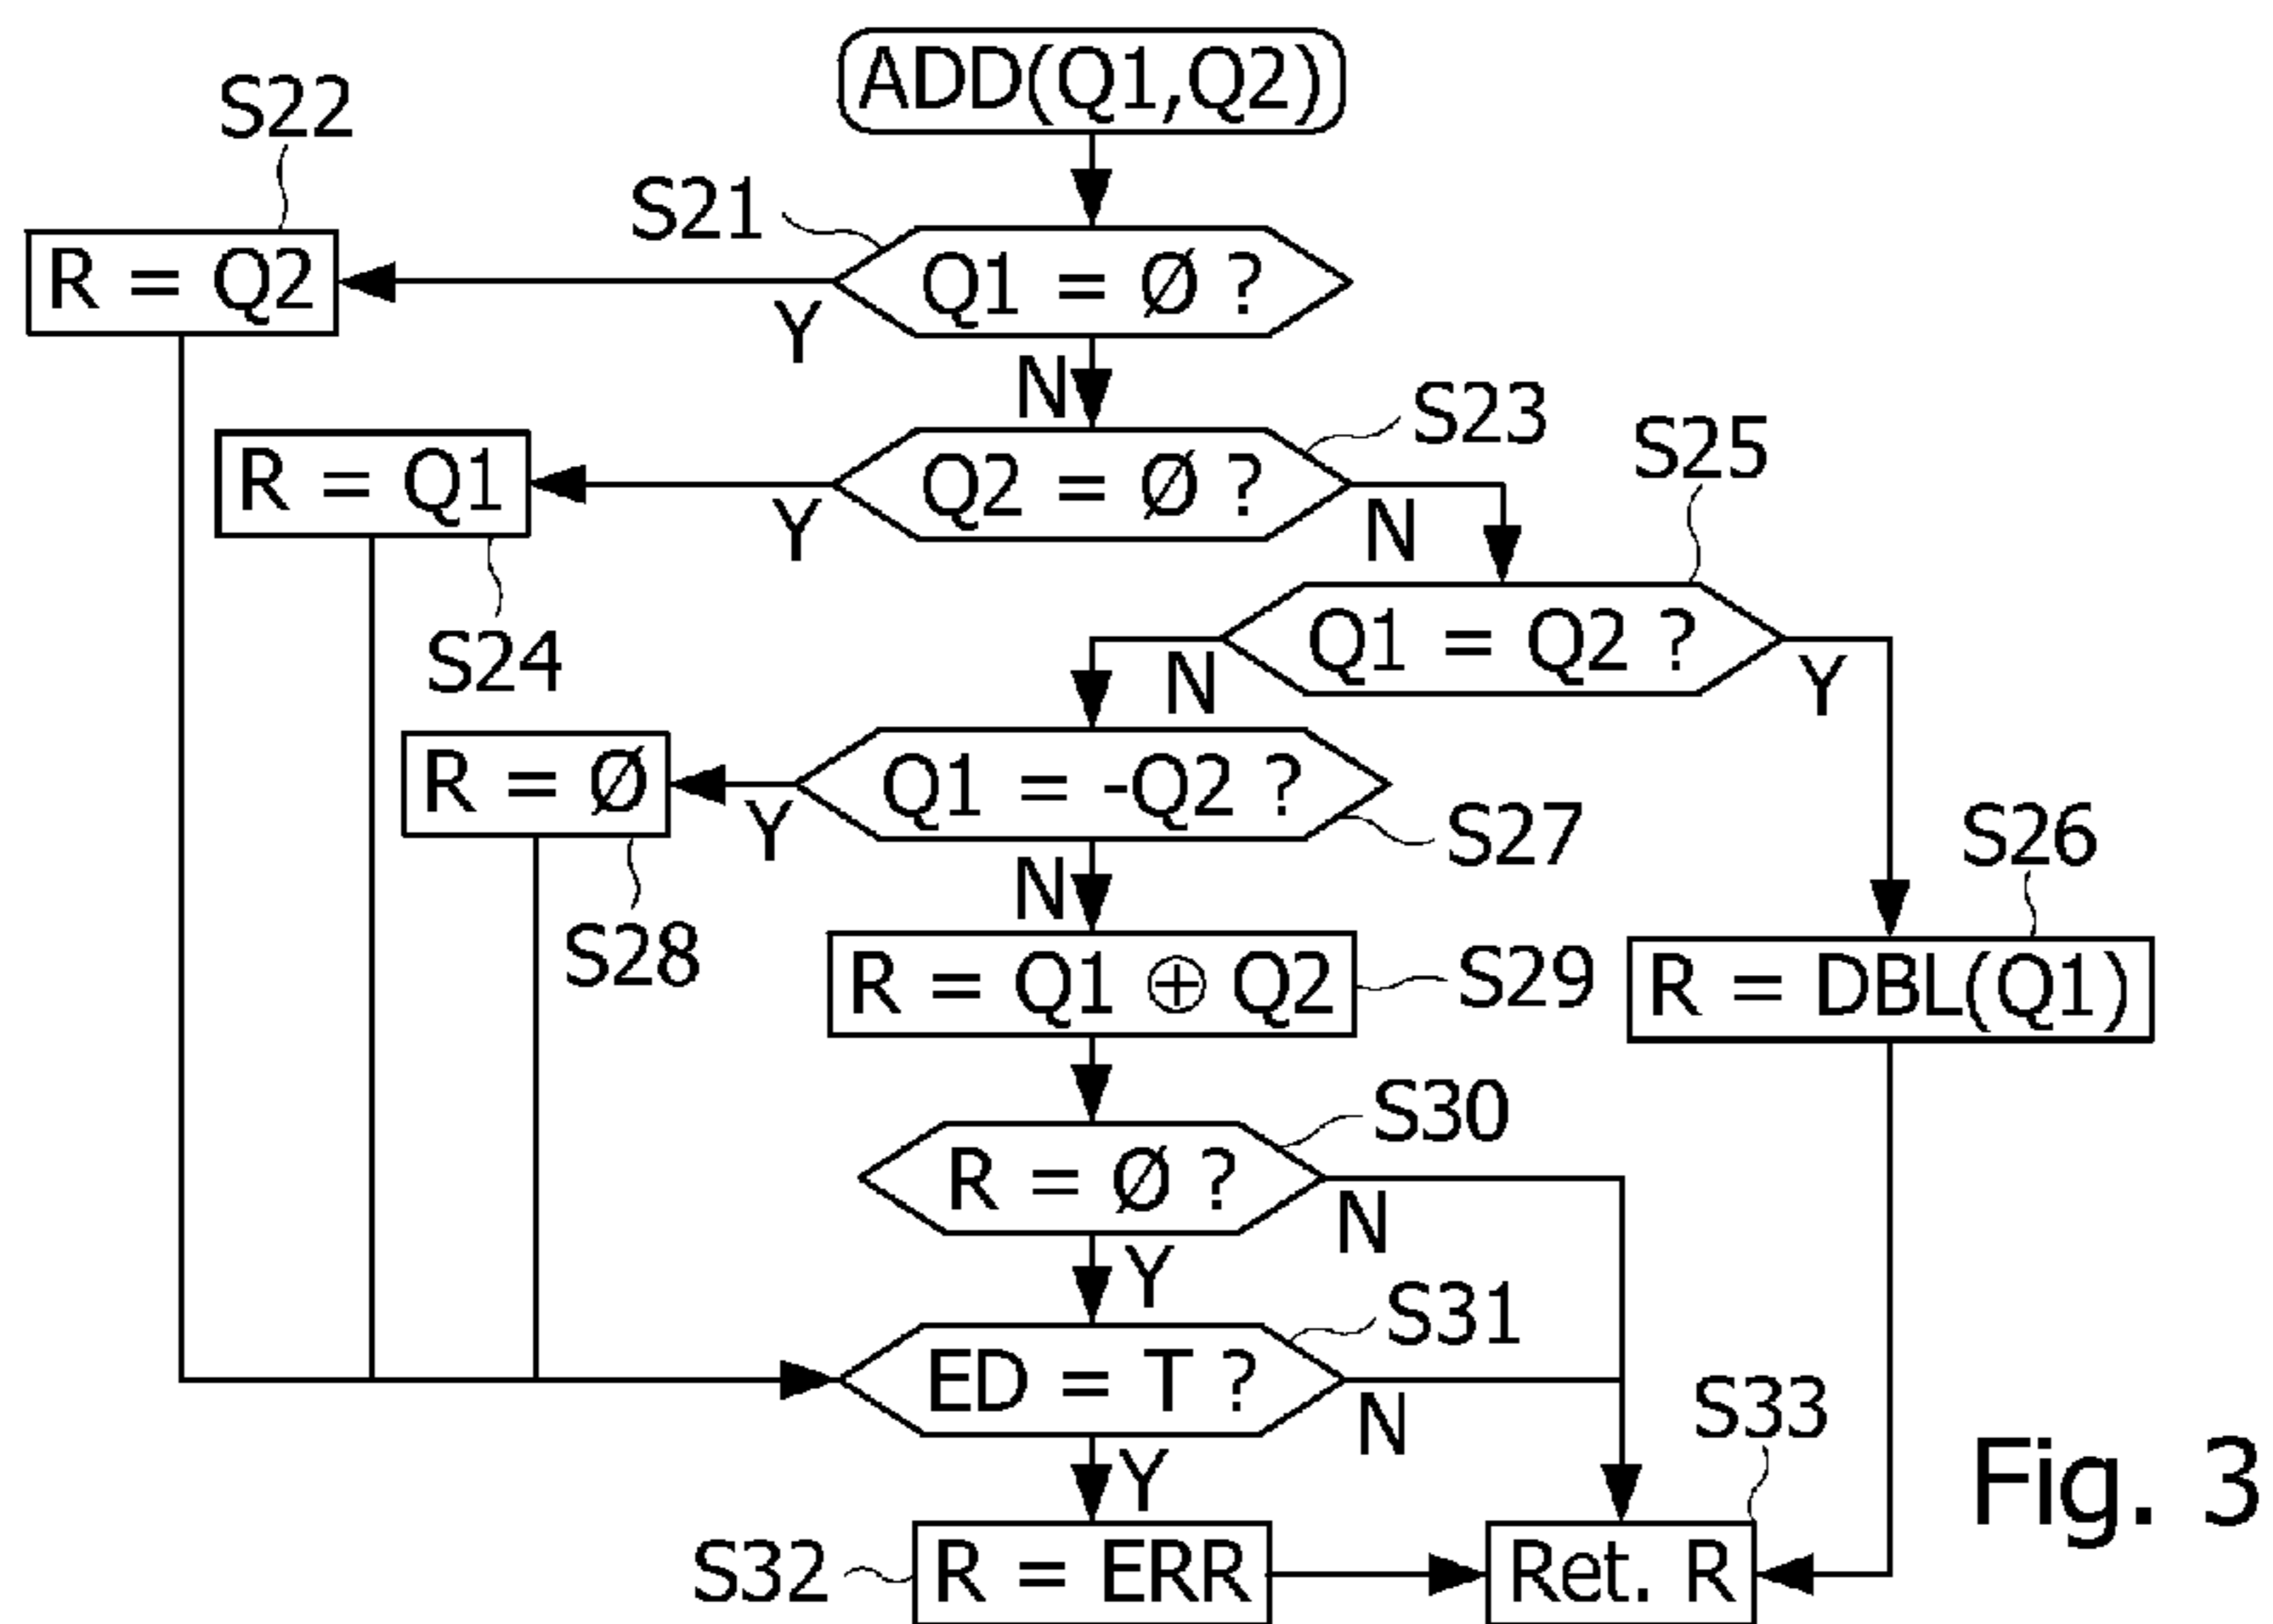 ADD(Q1,Q2)
S22
S21
R = Q2
Q1 = Ø ?
Y
N
S23
S25
R = Q1
Q2 = Ø ?
Y
N
S24
Q1 = Q2 ?
N
Y
R = Ø
Q1 = -Q2 ?
Y
S27
S26
N
S28
R = Q1 ⊕ Q2
S29
R = DBL(Q1)
S30
R = Ø ?
N
Y
S31
ED = T ?
N
S33
Y
Fig. 3
S32
R = ERR
Ret. R